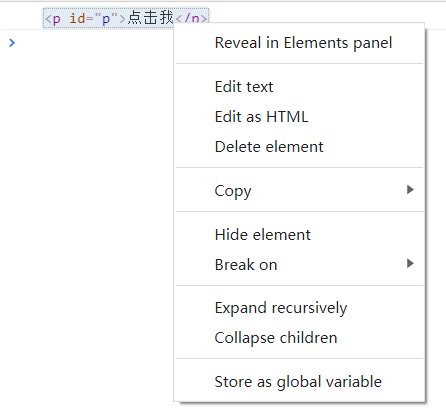 <p id="p">点击我</p>
Reveal in Elements panel
Edit text
Edit as HTML
Delete element
Copy
Hide element
Break on
Expand recursively
Collapse children
Store as global variable